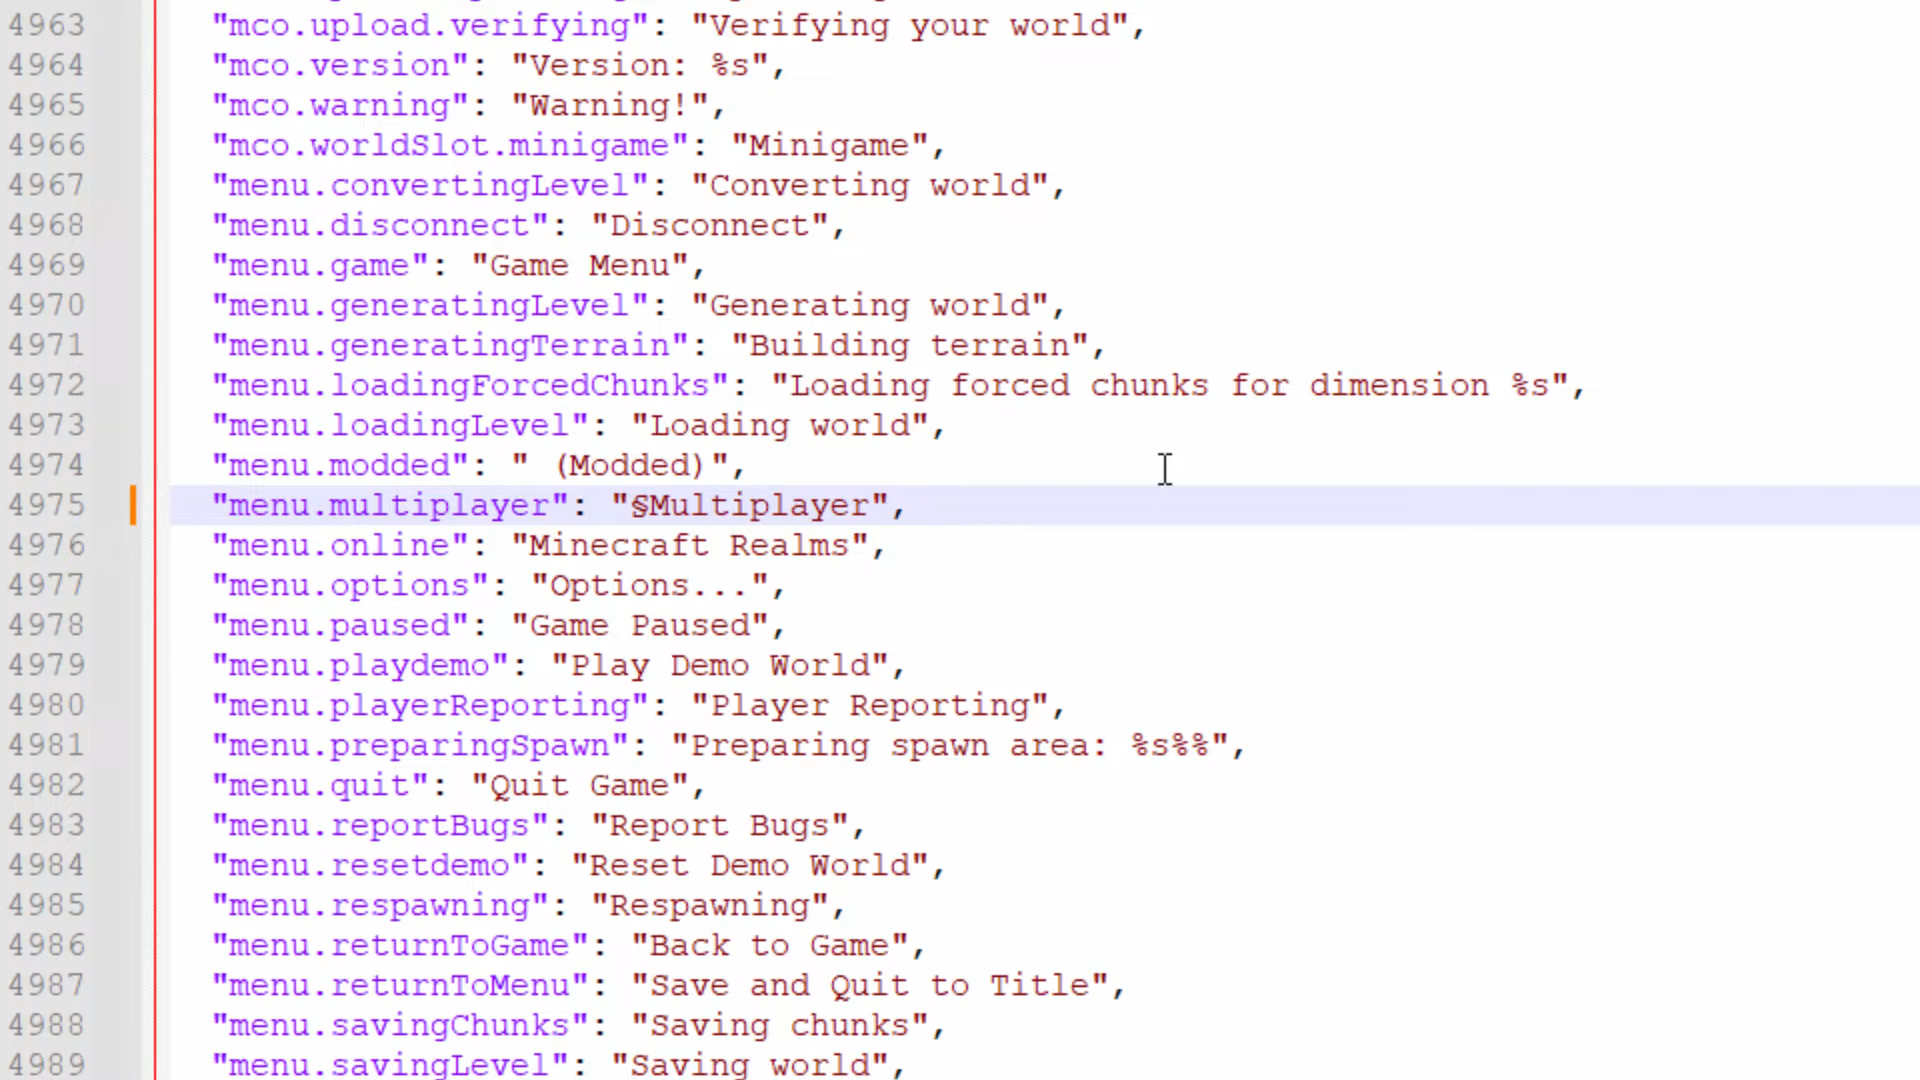 4963 "mco.upload.verifying": "Verifying your world",
4964 "mco.version": "Version: %s",
4965 "mco.warning": "Warning!",
4966 "mco.worldSlot.minigame": "Minigame",
4967 "menu.convertingLevel": "Converting world",
4968 "menu.disconnect": "Disconnect",
4969 "menu.game": "Game Menu",
4970 "menu.generatingLevel": "Generating world",
4971 "menu.generatingTerrain": "Building terrain",
4972 "menu.loadingForcedChunks": "Loading forced chunks for dimension %s",
4973 "menu.loadingLevel": "Loading world",
4974 "menu.modded": " (Modded)",
4975 "menu.multiplayer": "§Multiplayer",
4976 "menu.online": "Minecraft Realms",
4977 "menu.options": "Options...",
4978 "menu.paused": "Game Paused",
4979 "menu.playdemo": "Play Demo World",
4980 "menu.playerReporting": "Player Reporting",
4981 "menu.preparingSpawn": "Preparing spawn area: %s%%",
4982 "menu.quit": "Quit Game",
4983 "menu.reportBugs": "Report Bugs",
4984 "menu.resetdemo": "Reset Demo World",
4985 "menu.respawning": "Respawning",
4986 "menu.returnToGame": "Back to Game",
4987 "menu.returnToMenu": "Save and Quit to Title",
4988 "menu.savingChunks": "Saving chunks",
4989 "menu.savingLevel": "Saving world",